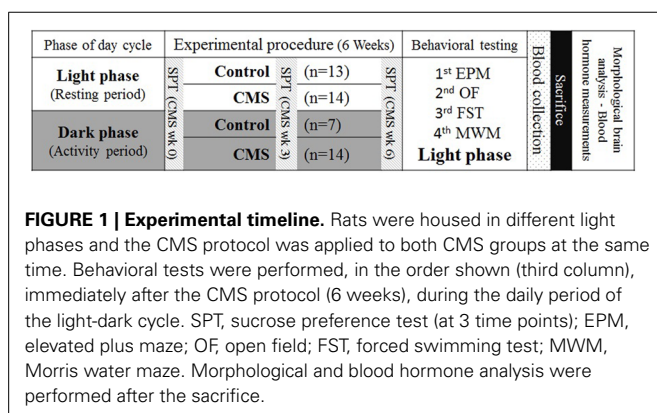 Phase of day cycle
Experimental procedure (6 Weeks)
Behavioral testing
Light phase
(Resting period)
Dark phase
(Activity period)
SPT (CMS wk 0)
Control (n=13)
CMS (n=14)
Control (n=7)
CMS (n=14)
SPT (CMS wk 3)
SPT (CMS wk 6)
1st EPM
2nd OF
3rd FST
4th MWM
Light phase
Blood collection
Sacrifice
Morphological brain
analysis - Blood
hormone measurements
FIGURE 1 | Experimental timeline. Rats were housed in different light
phases and the CMS protocol was applied to both CMS groups at the same
time. Behavioral tests were performed, in the order shown (third column),
immediately after the CMS protocol (6 weeks), during the daily period of
the light-dark cycle. SPT, sucrose preference test (at 3 time points); EPM,
elevated plus maze; OF, open field; FST, forced swimming test; MWM,
Morris water maze. Morphological and blood hormone analysis were
performed after the sacrifice.